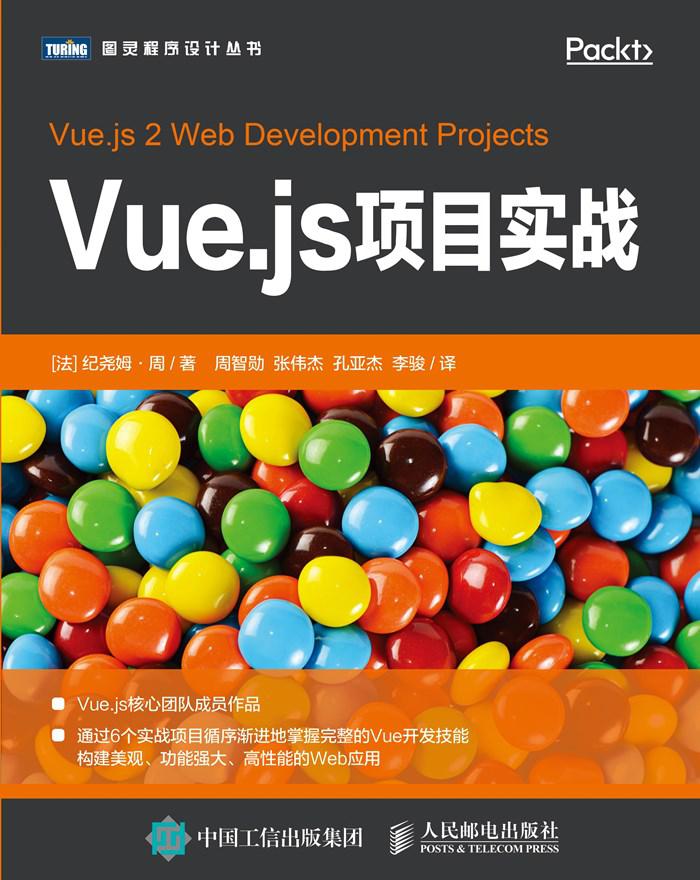 TURING 图灵程序设计丛书
Packt>
Vue.js 2 Web Development Projects
Vue.js项目实战
[法] 纪尧姆·周 / 著 周智勋 张伟杰 孔亚杰 李骏 / 译
Vue.js核心团队成员作品
通过6个实战项目循序渐进地掌握完整的Vue开发技能
构建美观、功能强大、高性能的Web应用
中国工信出版集团
人民邮电出版社
POSTS & TELECOM PRESS